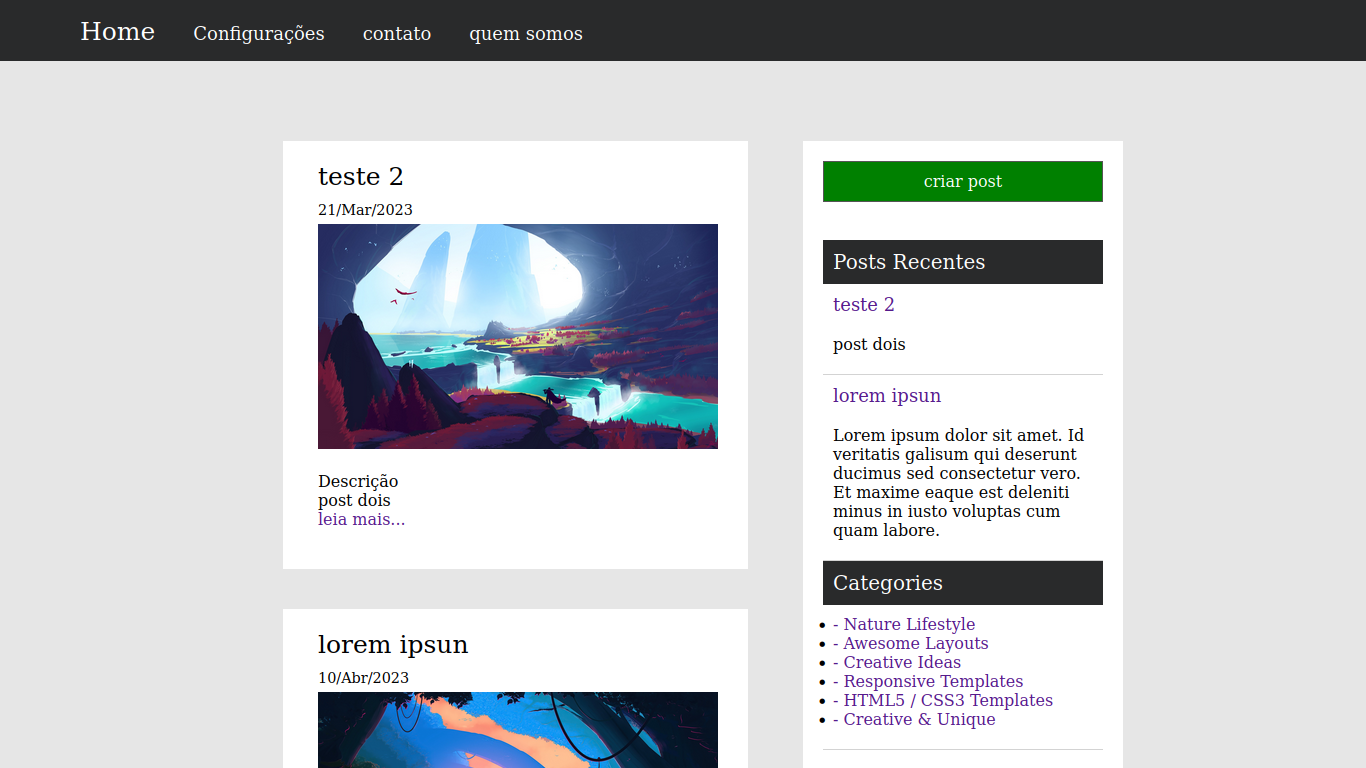 Home Configurações contato quem somos
teste 2
21/Mar/2023
Descrição
post dois
leia mais...
lorem ipsun
10/Abr/2023
criar post
Posts Recentes
teste 2
post dois
lorem ipsun
Lorem ipsum dolor sit amet. Id
veritatis galisum qui deserunt
ducimus sed consectetur vero.
Et maxime eaque est deleniti
minus in iusto voluptas cum
quam labore.
Categories
- Nature Lifestyle
- Awesome Layouts
- Creative Ideas
- Responsive Templates
- HTML5 / CSS3 Templates
- Creative & Unique